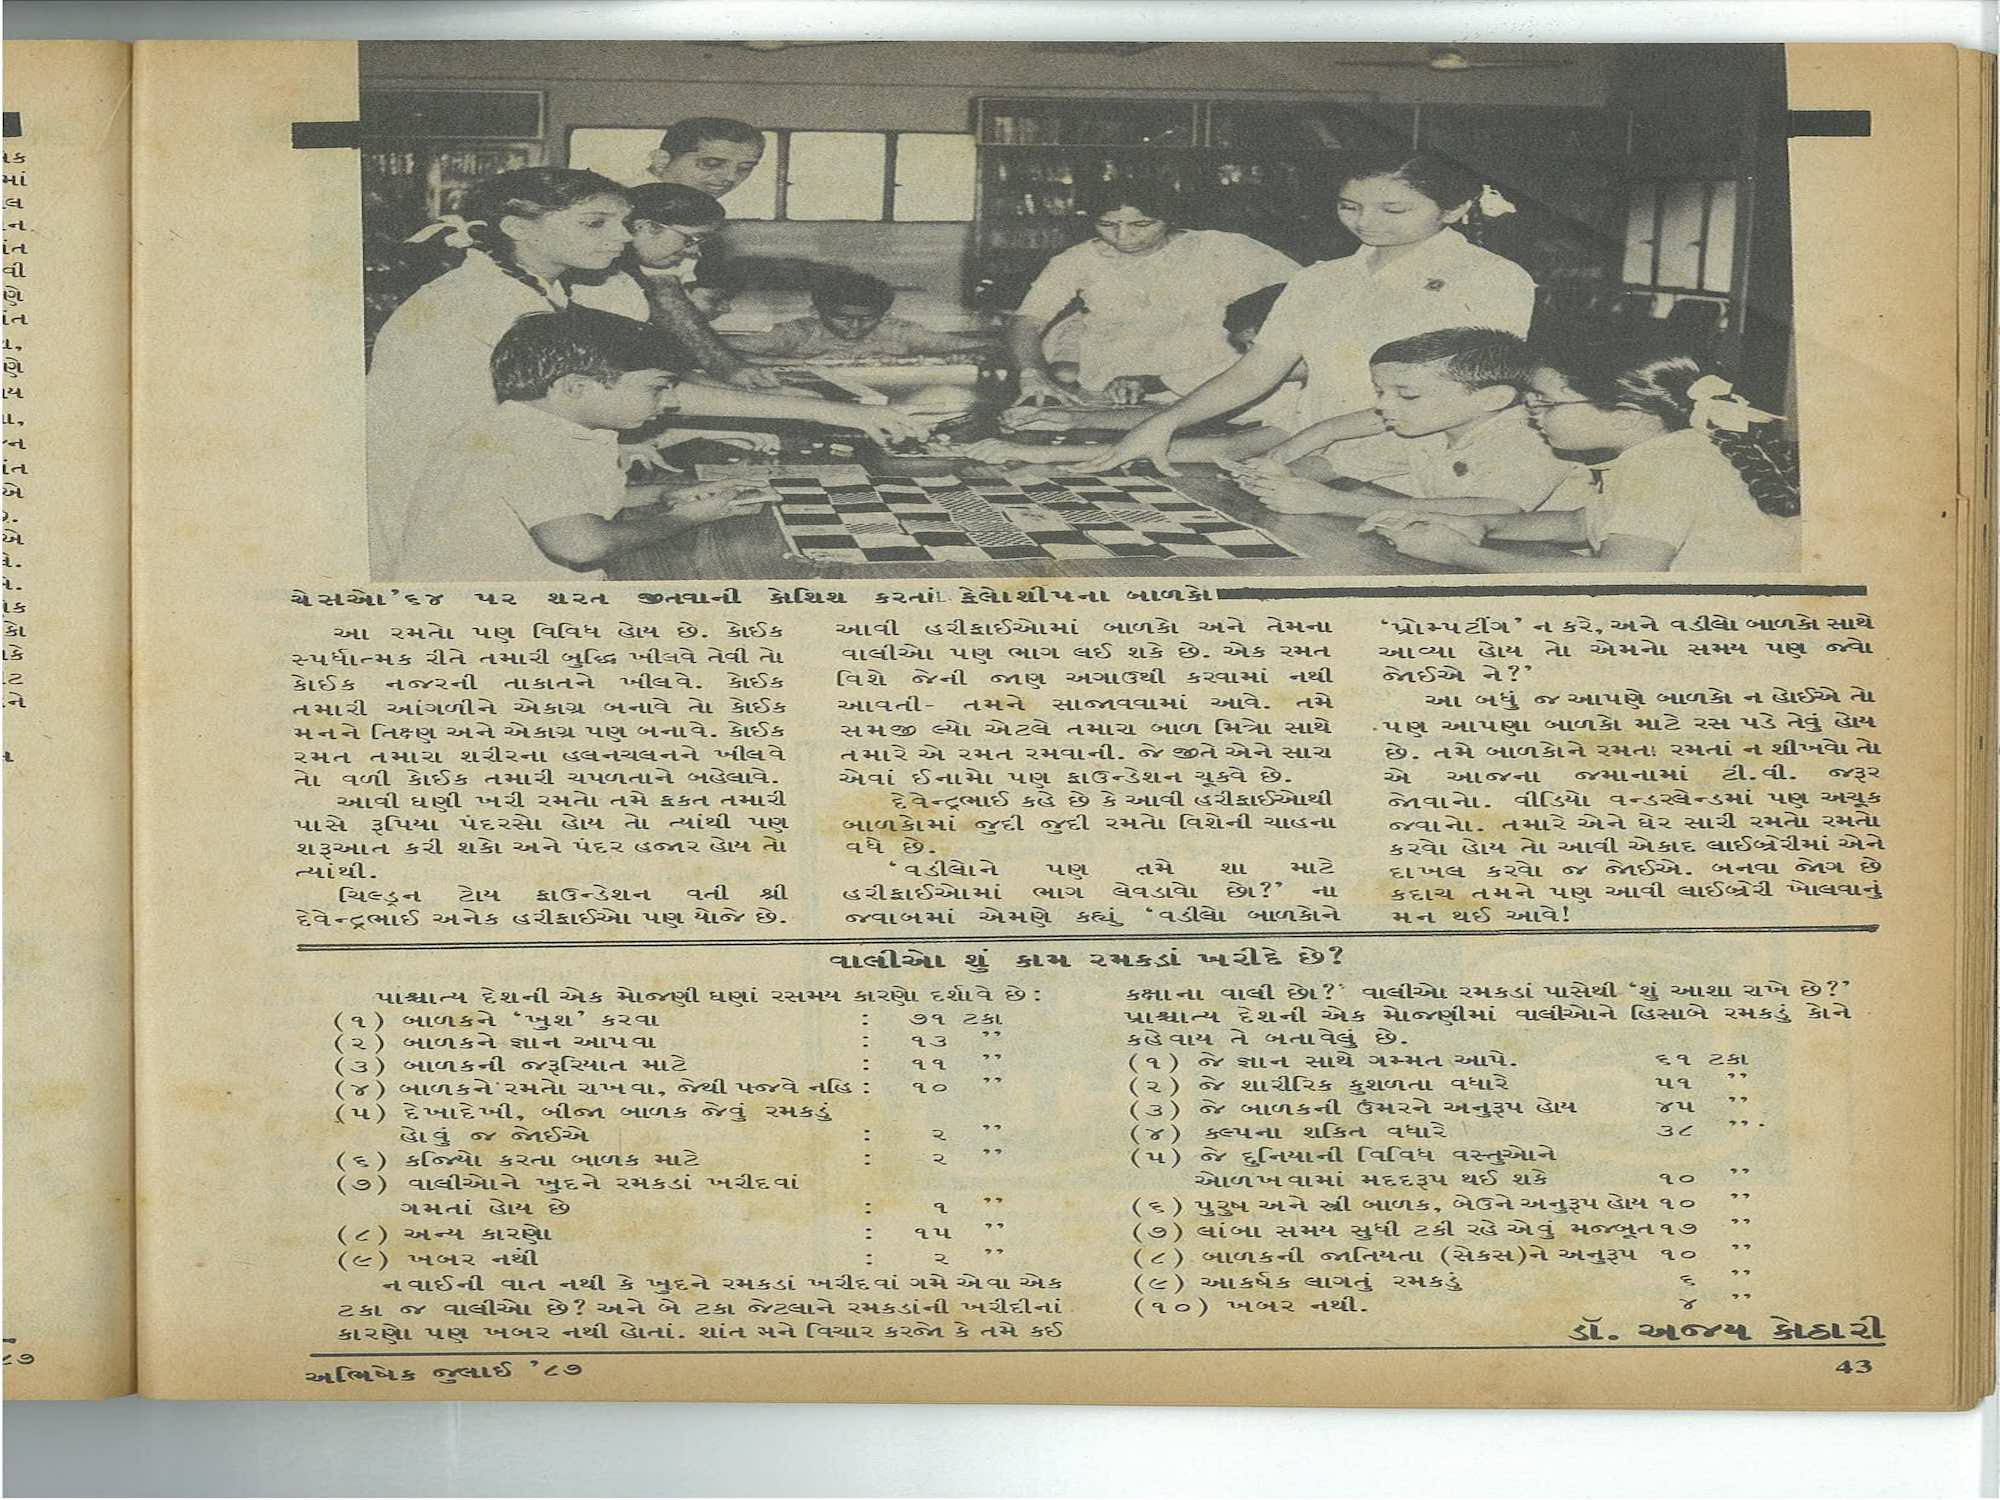 ચેસઓ'૬૪ પર શરત જીતવાની કોશિશ કરતાં ફેલોશીપના બાળકો
આ રમતો પણ વિવિધ હોય છે. કોઈક
સ્પર્ધાત્મક રીતે તમારી બુદ્ધિ ખીલવે તેવી તો
કોઈક નજરની તાકાતને ખીલવે. કોઈક
તમારી આંગળીને એકાગ્ર બનાવે તો કોઈક
મનને તિક્ષ્ણ અને એકાગ્ર પણ બનાવે. કોઈક
રમત તમારા શરીરના હલનચલનને ખીલવે
તો વળી કોઈક તમારી ચપળતાને બહેલાવે.
આવી ઘણી ખરી રમતો તમે ફકત તમારી
પાસે રૂપિયા પંદરસો હોય તો ત્યાંથી પણ
શરૂઆત કરી શકો અને પંદર હજાર હોય તો
ત્યાંથી.
ચિલ્ડ્રન ટોય ફાઉન્ડેશન વતી શ્રી
દેવેન્દ્રભાઈ અનેક હરીફાઈઓ પણ યોજે છે.
આવી હરીફાઈઓમાં બાળકો અને તેમના
વાલીઓ પણ ભાગ લઈ શકે છે. એક રમત
વિશે જેની જાણ અગાઉથી કરવામાં નથી
આવતી- તમને સાજાવવામાં આવે. તમે
સમજી લ્યો એટલે તમારા બાળ મિત્રો સાથે
તમારે એ રમત રમવાની. જે જીતે એને સારા
એવાં ઈનામો પણ ફાઉન્ડેશન ચૂકવે છે.
દેવેન્દ્રભાઈ કહે છે કે આવી હરીફાઈઓથી
બાળકોમાં જુદી જુદી રમતો વિશેની ચાહના
વધે છે.
'વડીલોને પણ તમે શા માટે
હરીફાઈઓમાં ભાગ લેવડાવો છો?' ના
જવાબમાં એમણે કહ્યું 'વડીલો બાળકોને
'પ્રોમ્પટીંગ' ન કરે, અને વડીલો બાળકો સાથે
આવ્યા હોય તો એમનો સમય પણ જવો
જોઈએ ને?'
આ બધું જ આપણે બાળકો ન હોઈએ તો
પણ આપણા બાળકો માટે રસ પડે તેવું હોય
છે. તમે બાળકોને રમતા રમતાં ન શીખવો તો
એ આજના જમાનામાં ટી.વી. જરૂર
જોવાનો. વીડિયો વન્ડરલેન્ડમાં પણ અચૂક
જવાનો. તમારે એને ઘેર સારી રમતો રમતો
કરવો હોય તો આવી એકાદ લાઈબ્રેરીમાં એને
દાખલ કરવો જ જોઈએ. બનવા જોગ છે
કદાચ તમને પણ આવી લાઈબ્રેરી ખોલવાનું
મન થઈ આવે!
વાલીઓ શું કામ રમકડાં ખરીદે છે?
પાશ્ચાત્ય દેશની એક મોજણી ઘણાં રસમય કારણો દર્શાવે છે:
(૧) બાળકને 'ખુશ' કરવા : ૭૧ ટકા
(૨) બાળકને જ્ઞાન આપવા : ૧૩ ''
(૩) બાળકની જરૂરિયાત માટે : ૧૧ ''
(૪) બાળકને રમતો રાખવા, જેથી પજવે નહિ : ૧૦ ''
(૫) દેખાદેખી, બીજા બાળક જેવું રમકડું
હોવું જ જોઈએ : ૨ ''
(૬) કજિયો કરતા બાળક માટે : ૨ ''
(૭) વાલીઓને ખુદને રમકડાં ખરીદવાં
ગમતાં હોય છે : ૧ ''
(૮) અન્ય કારણો : ૧૫ ''
(૯) ખબર નથી : ૨ ''
નવાઈની વાત નથી કે ખુદને રમકડાં ખરીદવાં ગમે એવા એક
ટકા જ વાલીઓ છે? અને બે ટકા જેટલાને રમકડાંની ખરીદીનાં
કારણો પણ ખબર નથી હોતાં. શાંત મને વિચાર કરજો કે તમે કઈ
કક્ષાના વાલી છો?' વાલીઓ રમકડાં પાસેથી 'શું આશા રાખે છે?'
પ્રાશ્ચાત્ય દેશની એક મોજણીમાં વાલીઓને હિસાબે રમકડું કોને
કહેવાય તે બતાવેલું છે.
(૧) જે જ્ઞાન સાથે ગમ્મત આપે. ૬૧ ટકા
(૨) જે શારીરિક કુશળતા વધારે ૫૧ ''
(૩) જે બાળકની ઉંમરને અનુરૂપ હોય ૪૫ ''
(૪) કલ્પના શકિત વધારે ૩૮ ''
(૫) જે દુનિયાની વિવિધ વસ્તુઓને
ઓળખવામાં મદદરૂપ થઈ શકે ૧૦ ''
(૬) પુરુષ અને સ્ત્રી બાળક, બેઉને અનુરૂપ હોય ૧૦ ''
(૭) લાંબા સમય સુધી ટકી રહે એવું મજબૂત ૧૭ ''
(૮) બાળકની જાતિયતા (સેકસ)ને અનુરૂપ ૧૦ ''
(૯) આકર્ષક લાગતું રમકડું ૬ ''
(૧૦) ખબર નથી. ૪ ''
ડૉ. અજય કોઠારી
અભિષેક જુલાઈ '૮૭
43